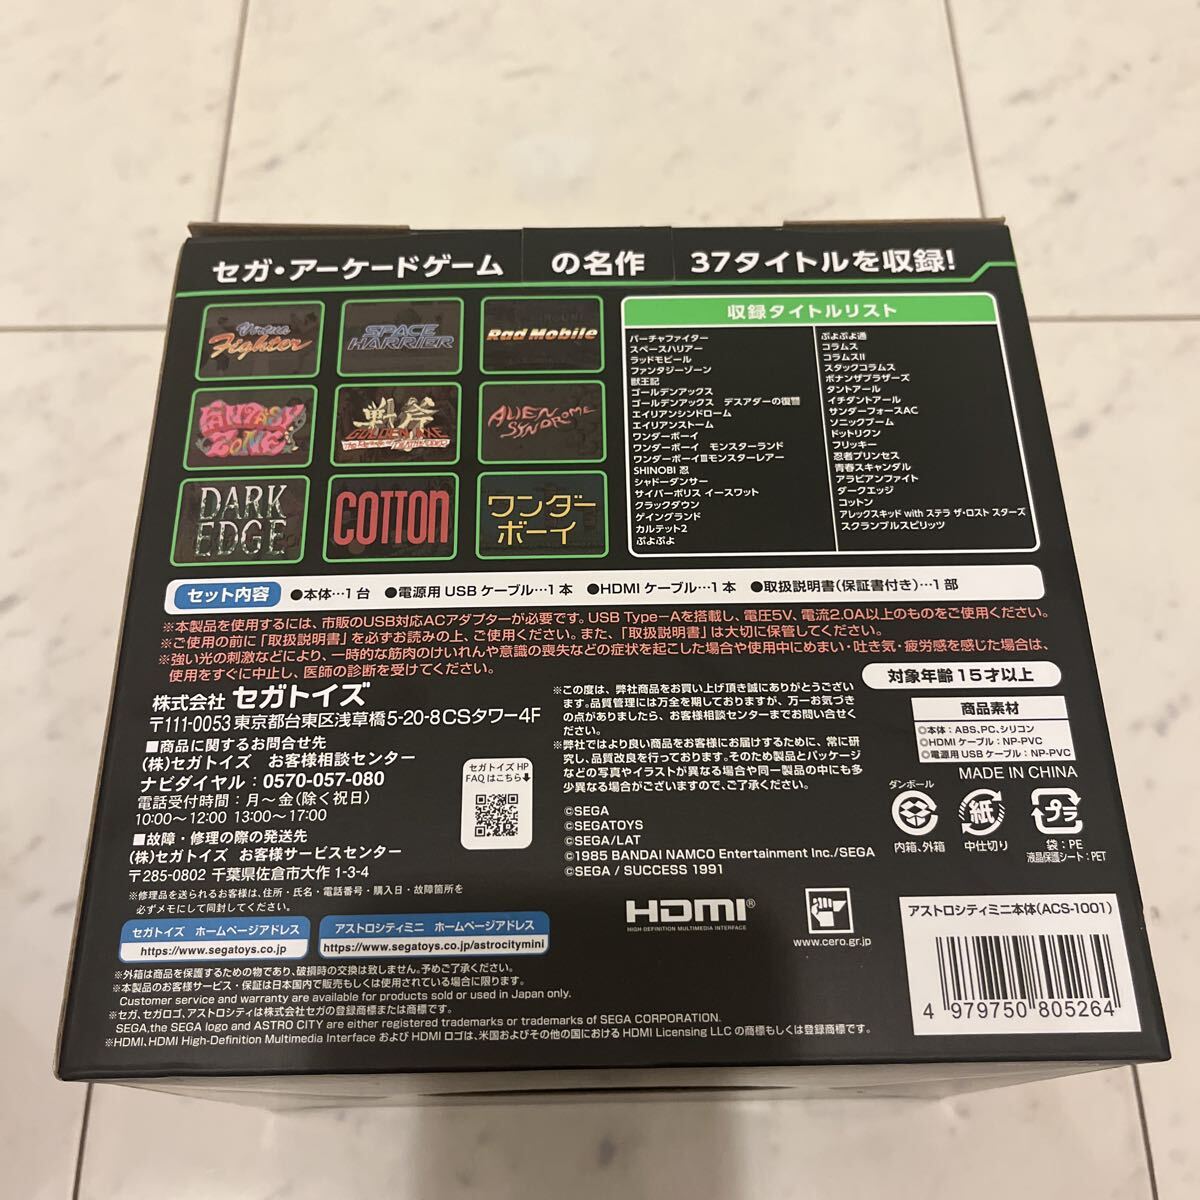 セガ・アーケードゲームの名作 37タイトルを収録!
Virtua Fighter
SPACE HARRIER
Rad Mobile
FANTASY ZONE
戦斧
GOLDEN AXE
ALIEN SYNDROME
DARK EDGE
COTTON
ワンダーボーイ
収録タイトルリスト
バーチャファイター
スペースハリアー
ラッドモビール
ファンタジーゾーン
獣王記
ゴールデンアックス
ゴールデンアックス デスアダーの復讐
エイリアンシンドローム
エイリアンストーム
ワンダーボーイ
ワンダーボーイ モンスターランド
ワンダーボーイⅢモンスターレアー
SHINOBI 忍
シャドーダンサー
サイバーポリス イースワット
クラックダウン
ゲイングランド
カルテット2
ぷよぷよ
ぷよぷよ通
コラムス
コラムスII
スタックコラムス
ボナンザブラザーズ
タントアール
イチダントアール
サンダーフォースAC
ソニックブーム
ドットリクン
フリッキー
忍者プリンセス
青春スキャンダル
アラビアンファイト
ダークエッジ
コットン
アレックスキッド with ステラ ザ・ロスト スターズ
スクランブルスピリッツ
セット内容 ●本体…1台 ●電源用USBケーブル…1本 ●HDMIケーブル…1本 ●取扱説明書(保証書付き)…1部
※本製品を使用するには、市販のUSB対応ACアダプターが必要です。USB Type-Aを搭載し、電圧5V、電流2.0A以上のものをご使用ください。
※ご使用の前に「取扱説明書」を必ずお読みの上、ご使用ください。また、「取扱説明書」は大切に保管してください。
※強い光の刺激などにより、一時的な筋肉のけいれんや意識の喪失などの症状を起こした場合や使用中にめまい・吐き気・疲労感を感じた場合は、
使用をすぐに中止し、医師の診断を受けてください。
対象年齢15才以上
株式会社 セガトイズ
〒111-0053 東京都台東区浅草橋5-20-8 CSタワー4F
■商品に関するお問合せ先
(株)セガトイズ お客様相談センター
ナビダイヤル:0570-057-080
電話受付時間:月〜金(除く祝日)
10:00〜12:00 13:00〜17:00
■故障・修理の際の発送先
(株)セガトイズ お客様サービスセンター
〒285-0802 千葉県佐倉市大作 1-3-4
※修理品を送られるお客様は、住所・氏名・電話番号・購入日・故障箇所を
必ずメモにして同封してください。
セガトイズHP
FAQはこちら
※この度は、弊社商品をお買い上げ頂き誠にありがとうござい
ます。品質管理には万全を期しておりますが、万一お気づき
の点がありましたら、お客様相談センターまでお問い合せく
ださい。
※弊社ではより良い商品をお客様にお届けするために、常に研
究し、品質改良を行っております。そのため製品とパッケージ
などの写真やイラストが異なる場合や同一製品の中にも多
少異なる場合がございますので、ご了承ください。
©SEGA
©SEGATOYS
©SEGA/LAT
©1985 BANDAI NAMCO Entertainment Inc./SEGA
©SEGA / SUCCESS 1991
商品素材
◎本体:ABS、PC、シリコン
◎HDMIケーブル:NP-PVC
◎電源用USBケーブル:NP-PVC
MADE IN CHINA
ダンボール
内箱、外箱
紙
中仕切り
プラ
袋:PE
液晶保護シート:PET
セガトイズ ホームページアドレス
https://www.segatoys.co.jp
アストロシティミニ ホームページアドレス
https://www.segatoys.co.jp/astrocitymini
HDMI®
HIGH-DEFINITION MULTIMEDIA INTERFACE
www.cero.gr.jp
アストロシティミニ本体(ACS-1001)
4 979750 805264
※外箱は商品を保護するための物であり、破損時の交換は致しません。予めご了承ください。
※本製品のお客様サービス・保証は日本国内で販売もしくは使用されている場合に限ります。
Customer service and warranty are available for products sold or used in Japan only.
※セガ、セガロゴ、アストロシティは株式会社セガの登録商標または商標です。
SEGA,the SEGA logo and ASTRO CITY are either registered trademarks or trademarks of SEGA CORPORATION.
※HDMI、HDMI High-Definition Multimedia Interface およびHDMIロゴは、米国およびその他の国におけるHDMI Licensing LLC の商標もしくは登録商標です。